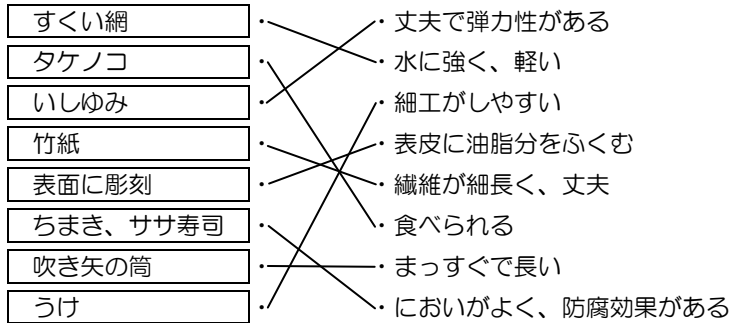 すくい網 ・ ・ 丈夫で弾力性がある
タケノコ ・ ・ 水に強く、軽い
いしゆみ ・ ・ 細工がしやすい
竹紙 ・ ・ 表皮に油脂分をふくむ
表面に彫刻 ・ ・ 繊維が細長く、丈夫
ちまき、ササ寿司 ・ ・ 食べられる
吹き矢の筒 ・ ・ まっすぐで長い
うけ ・ ・ においがよく、防腐効果がある